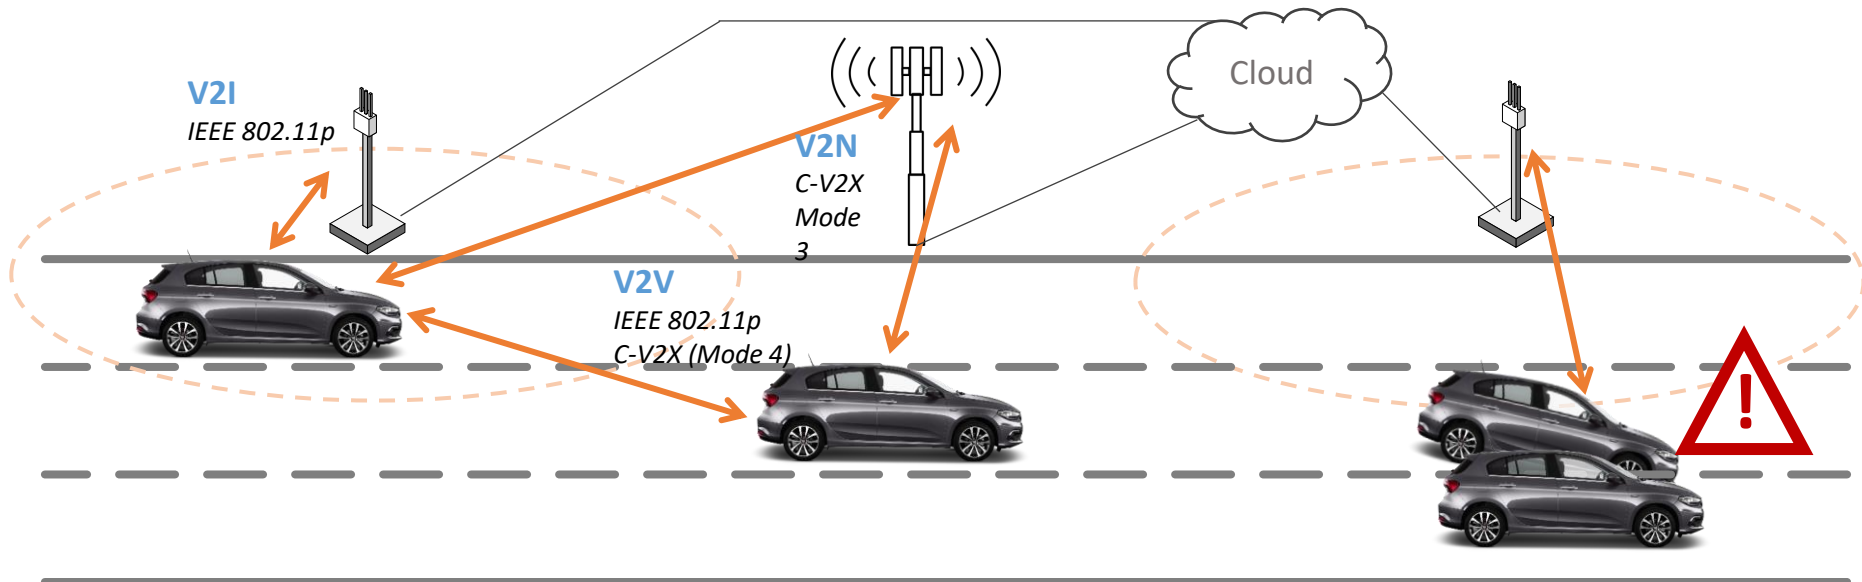 V2I
IEEE 802.11p
Cloud
V2N
C-V2X
Mode
3
V2V
IEEE 802.11p
C-V2X (Mode 4)
!